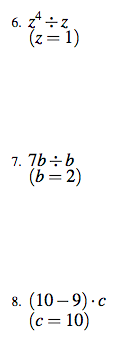 6. z⁴ ÷ z
(z = 1)
7. 7b ÷ b
(b = 2)
8. (10 − 9) · c
(c = 10)